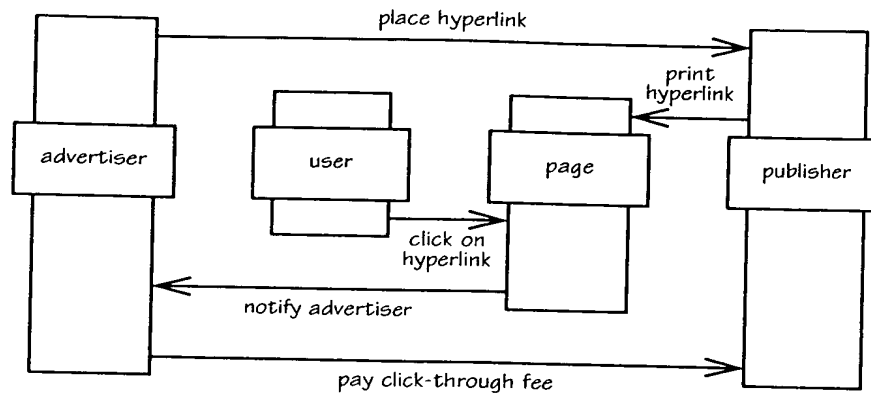 place hyperlink
print
hyperlink
advertiser
user
page
publisher
click on
hyperlink
notify advertiser
pay click-through fee